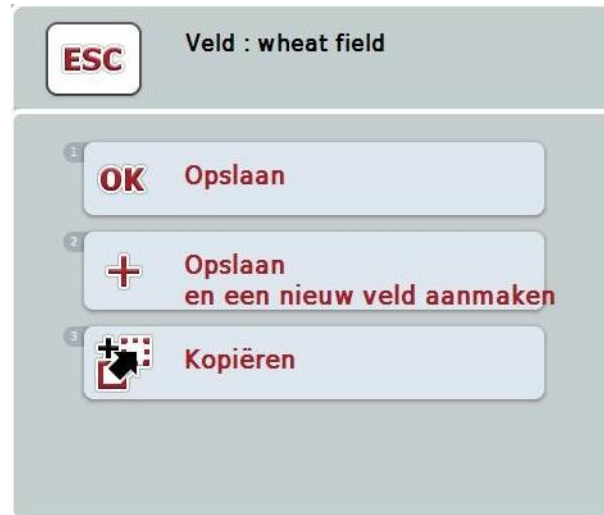 ESC
Veld : wheat field
1
OK
Opslaan
2
Opslaan
en een nieuw veld aanmaken
3
Kopiëren